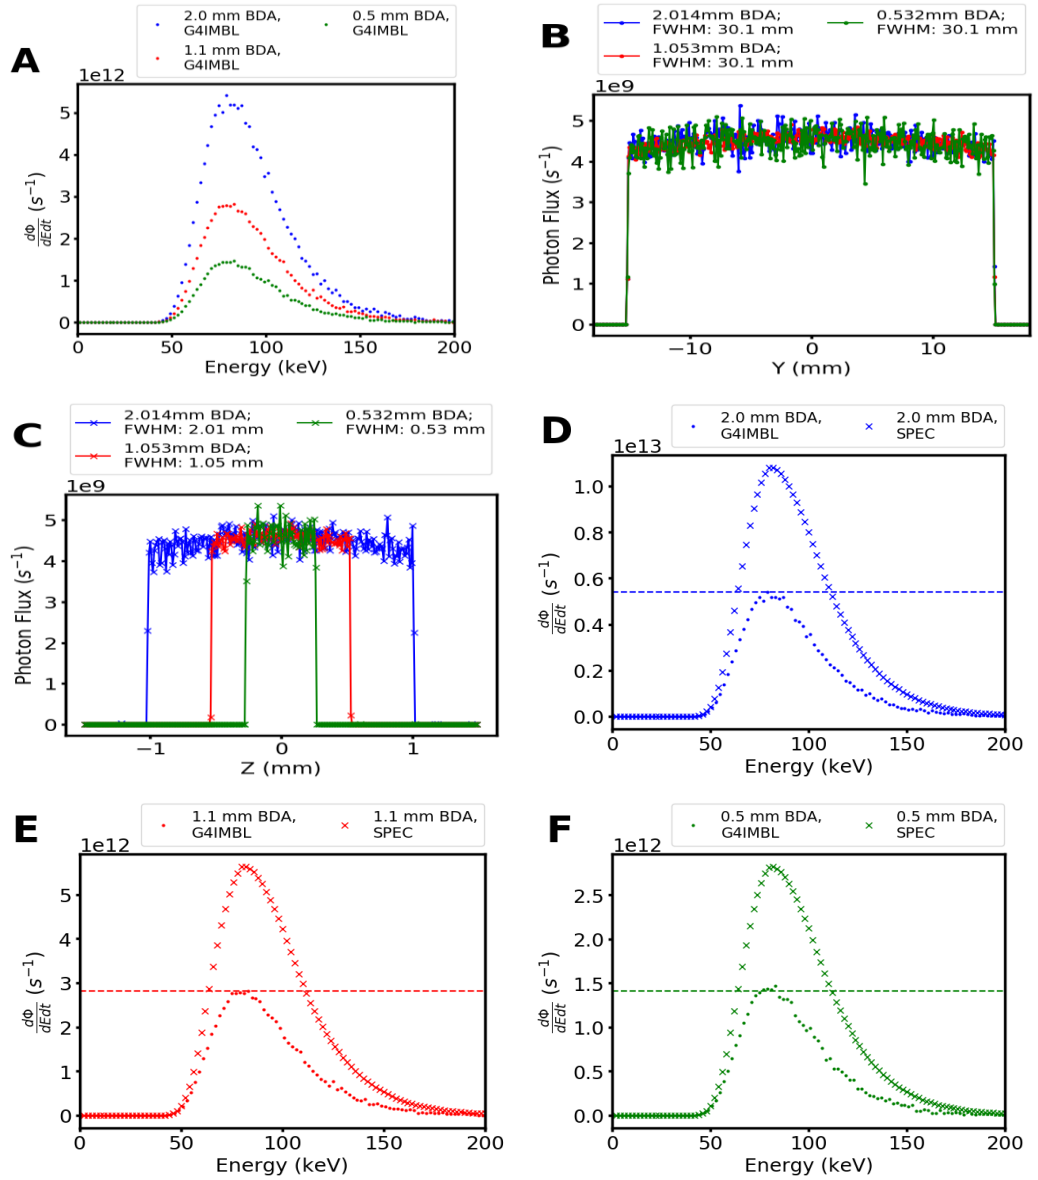 A
2.0 mm BDA,
G4IMBL
0.5 mm BDA,
G4IMBL
1.1 mm BDA,
G4IMBL
1e12
5
4
3
2
1
0
dΦ/dEdt (s⁻¹)
0 50 100 150 200
Energy (keV)
B
2.014mm BDA;
FWHM: 30.1 mm
0.532mm BDA;
FWHM: 30.1 mm
1.053mm BDA;
FWHM: 30.1 mm
1e9
5
4
3
2
1
0
Photon Flux (s⁻¹)
−10 0 10
Y (mm)
C
2.014mm BDA;
FWHM: 2.01 mm
0.532mm BDA;
FWHM: 0.53 mm
1.053mm BDA;
FWHM: 1.05 mm
1e9
5
4
3
2
1
0
Photon Flux (s⁻¹)
−1 0 1
Z (mm)
D
2.0 mm BDA,
G4IMBL
2.0 mm BDA,
SPEC
1e13
1.0
0.8
0.6
0.4
0.2
0.0
dΦ/dEdt (s⁻¹)
0 50 100 150 200
Energy (keV)
E
1.1 mm BDA,
G4IMBL
1.1 mm BDA,
SPEC
1e12
5
4
3
2
1
0
dΦ/dEdt (s⁻¹)
0 50 100 150 200
Energy (keV)
F
0.5 mm BDA,
G4IMBL
0.5 mm BDA,
SPEC
1e12
2.5
2.0
1.5
1.0
0.5
0.0
dΦ/dEdt (s⁻¹)
0 50 100 150 200
Energy (keV)